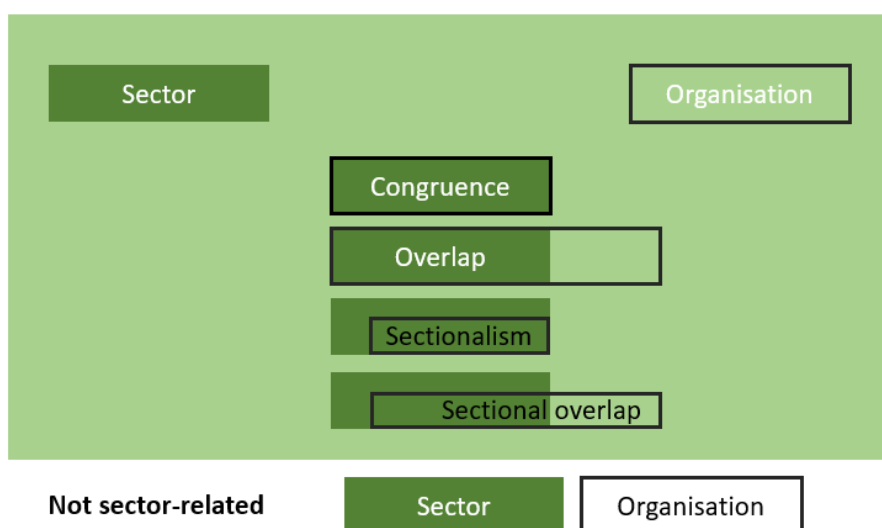 Sector
Organisation
Congruence
Overlap
Sectionalism
Sectional overlap
Not sector-related
Sector
Organisation